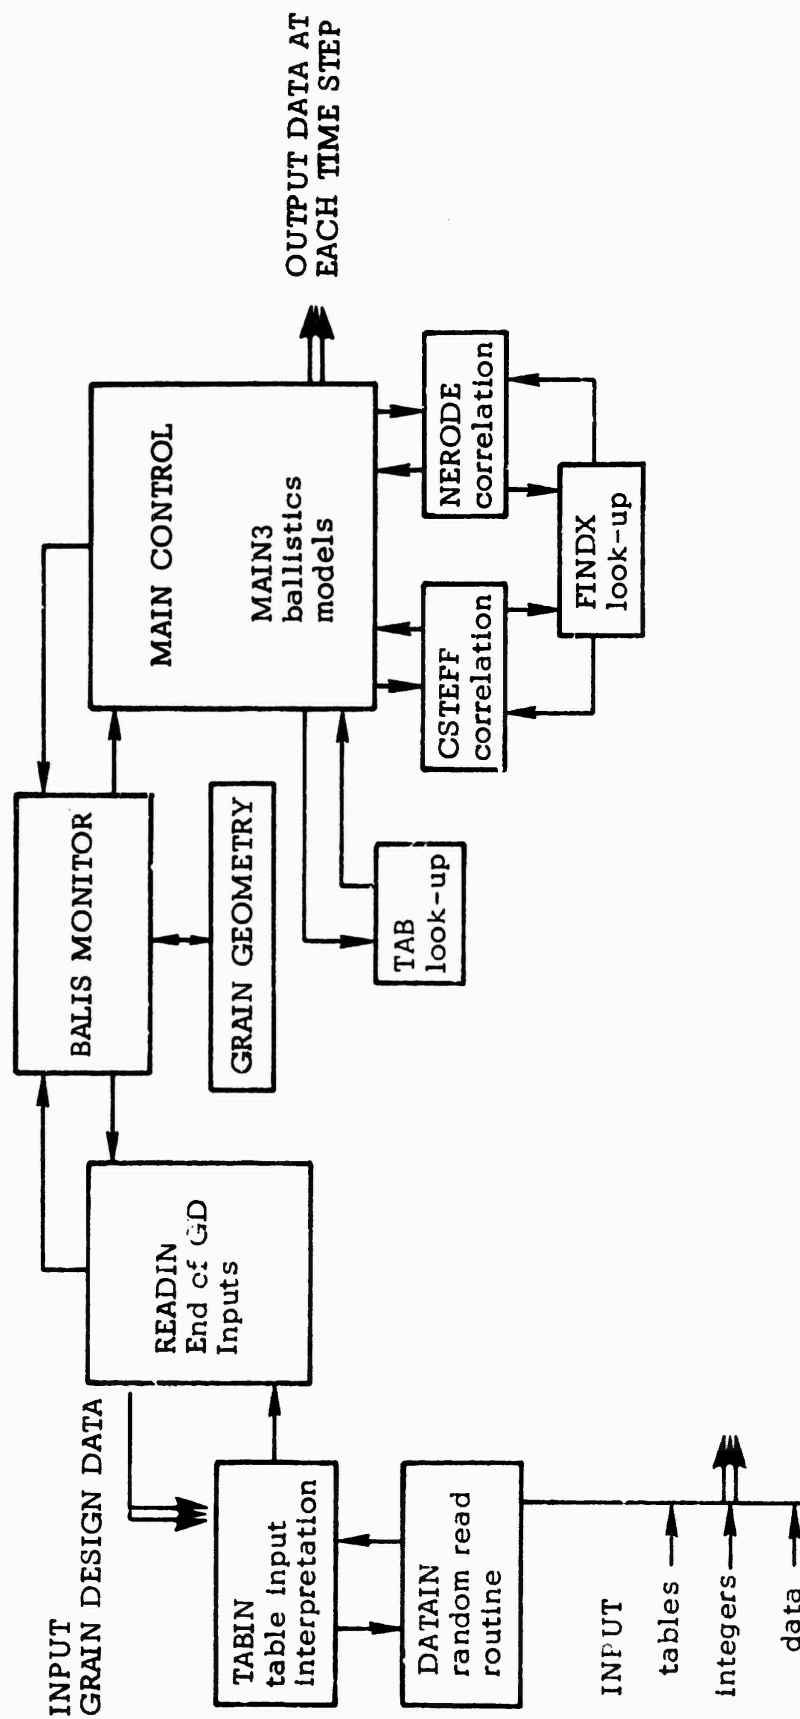 INPUT
GRAIN DESIGN DATA
TABIN
table input
interpretation
DATAIN
random read
routine
INPUT
tables
integers
data
READIN
End of GD
Inputs
BALIS MONITOR
GRAIN GEOMETRY
TAB
look-up
MAIN CONTROL
MAIN3
ballistics
models
CSTEFF
correlation
NERODE
correlation
FINDX
look-up
OUTPUT DATA AT
EACH TIME STEP